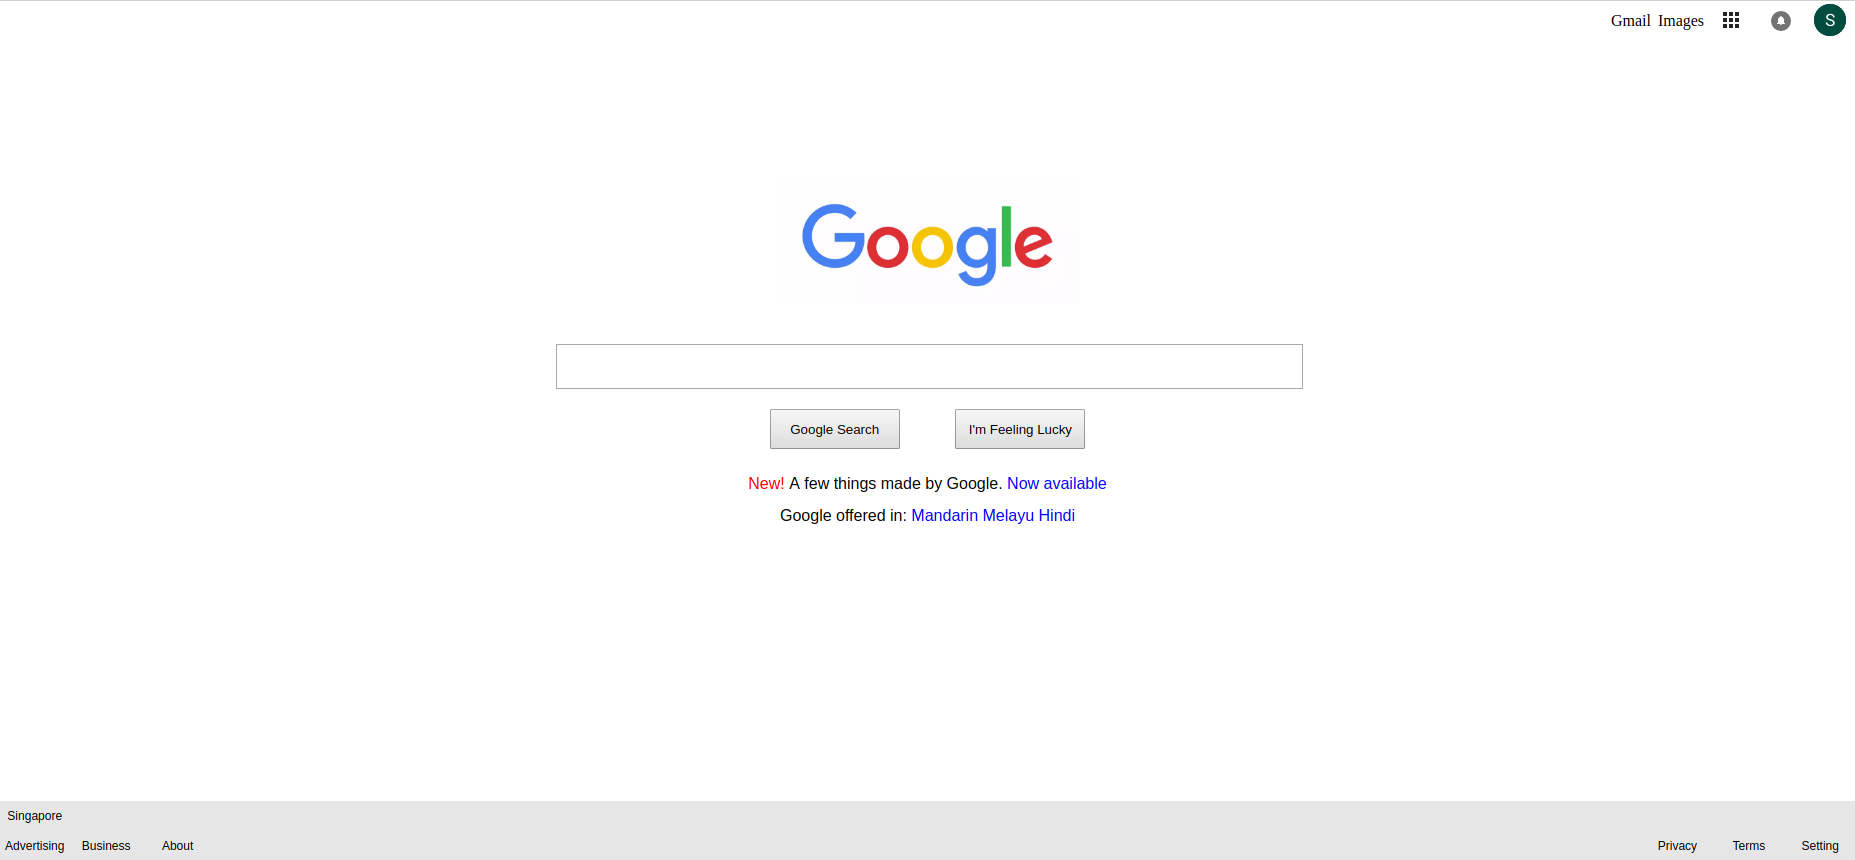 Gmail Images
S
Google
Google Search I'm Feeling Lucky
New! A few things made by Google. Now available
Google offered in: Mandarin Melayu Hindi
Singapore
Advertising Business About Privacy Terms Setting